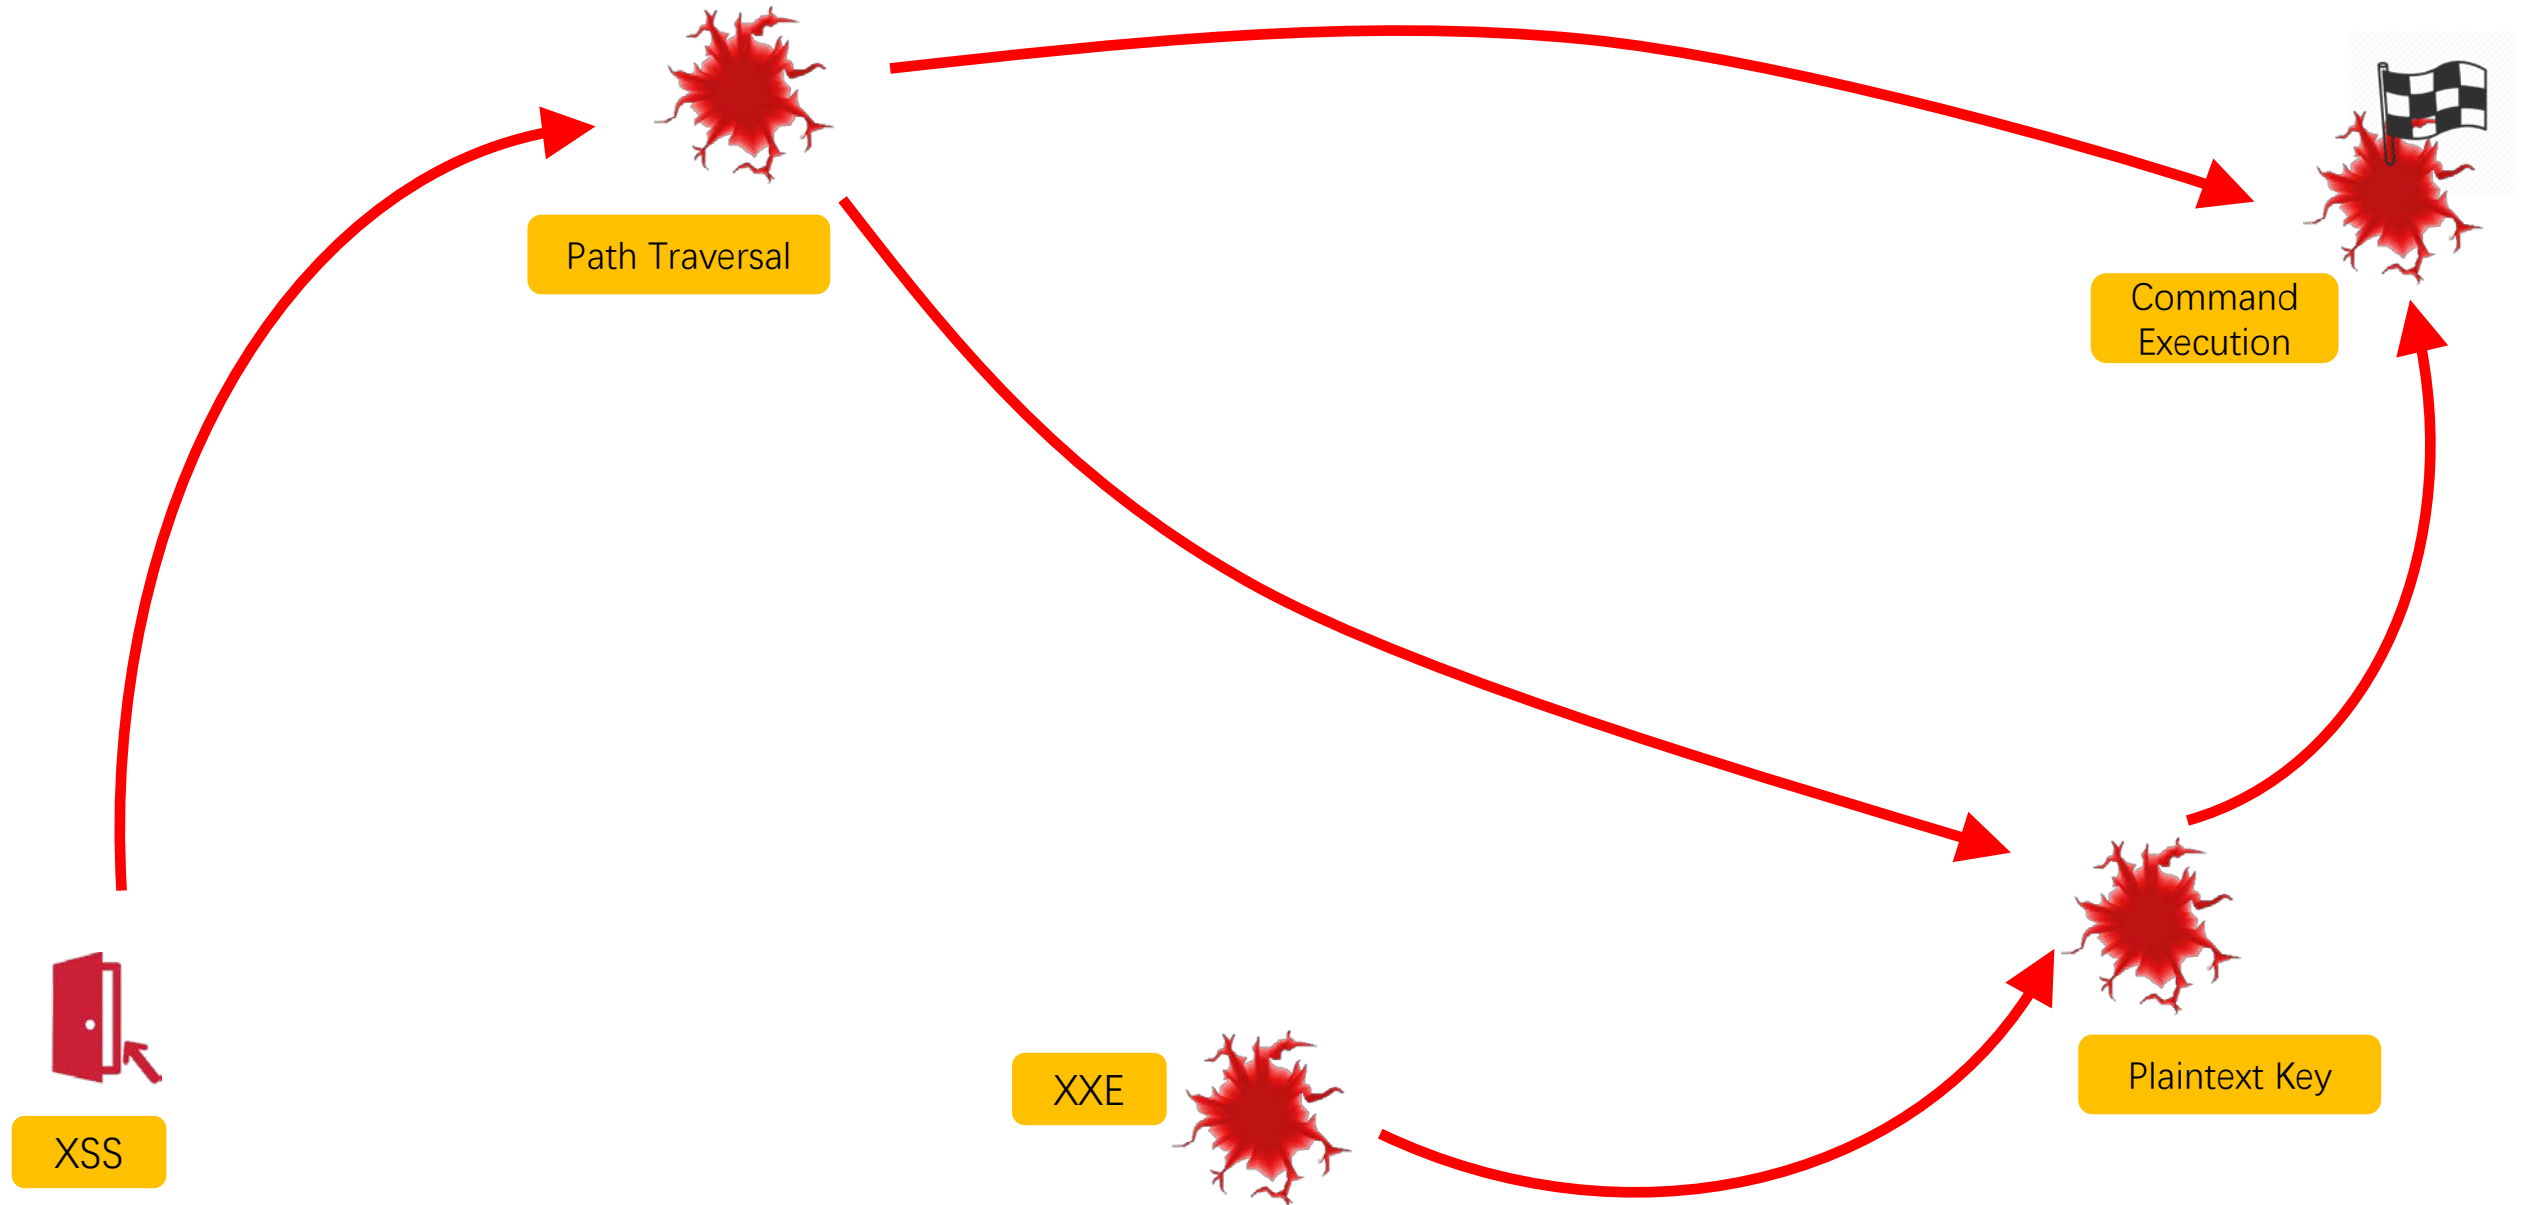 Path Traversal
Command
Execution
XXE
Plaintext Key
XSS